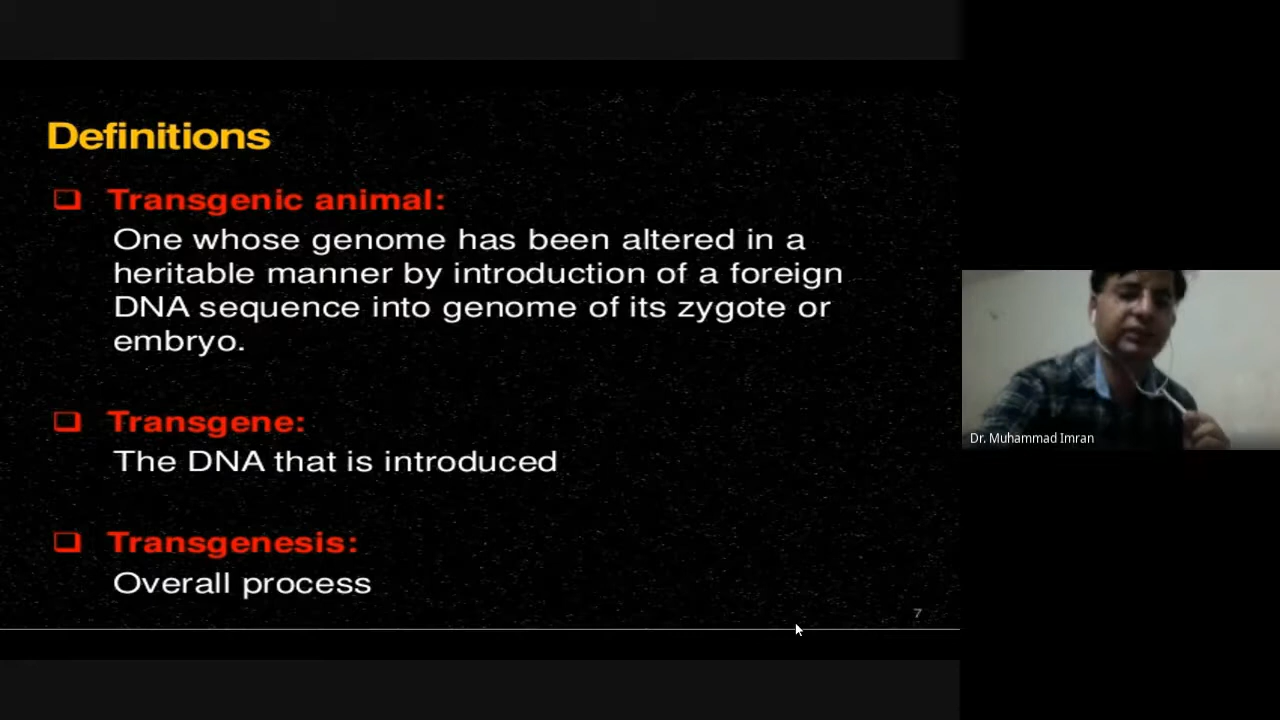 Definitions
Transgenic animal:
One whose genome has been altered in a
heritable manner by introduction of a foreign
DNA sequence into genome of its zygote or
embryo.
Transgene:
The DNA that is introduced
Transgenesis:
Overall process
7
Dr. Muhammad Imran